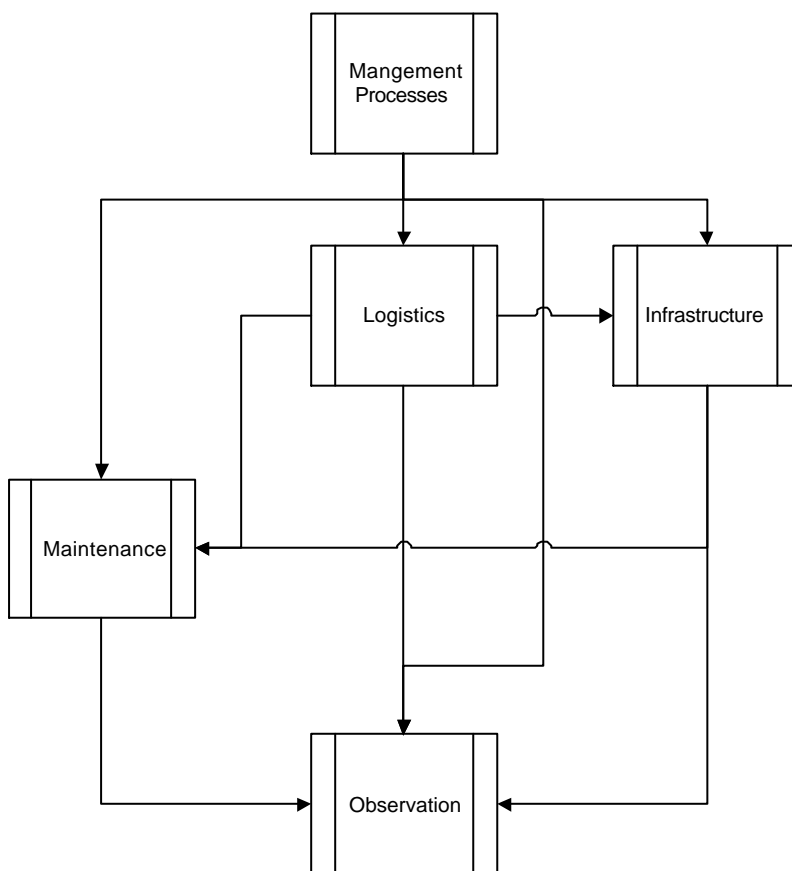 Mangement
Processes
Logistics
Infrastructure
Maintenance
Observation